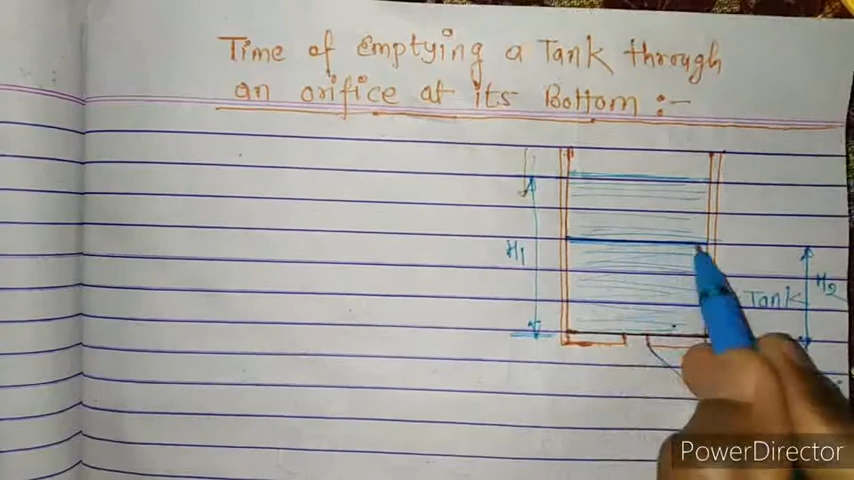 Time of Emptying a Tank through
an orifice at its Bottom :-
H1
Tank
H2
PowerDirector